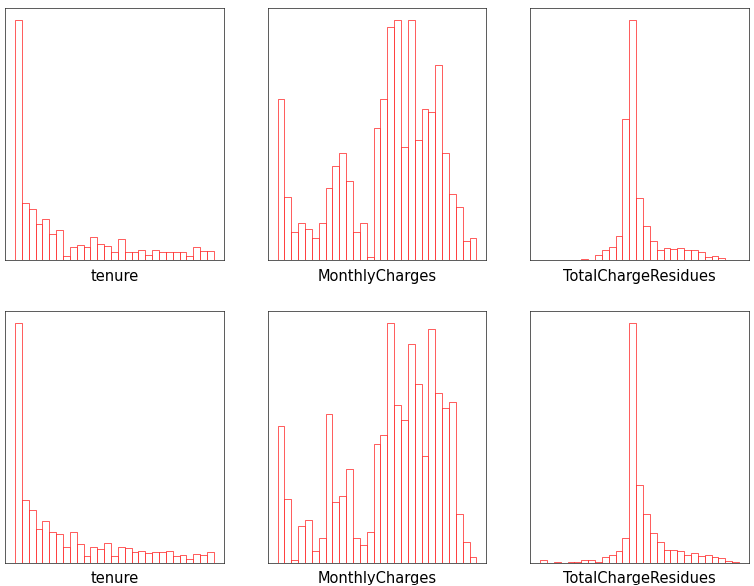 tenure
MonthlyCharges
TotalChargeResidues
tenure
MonthlyCharges
TotalChargeResidues